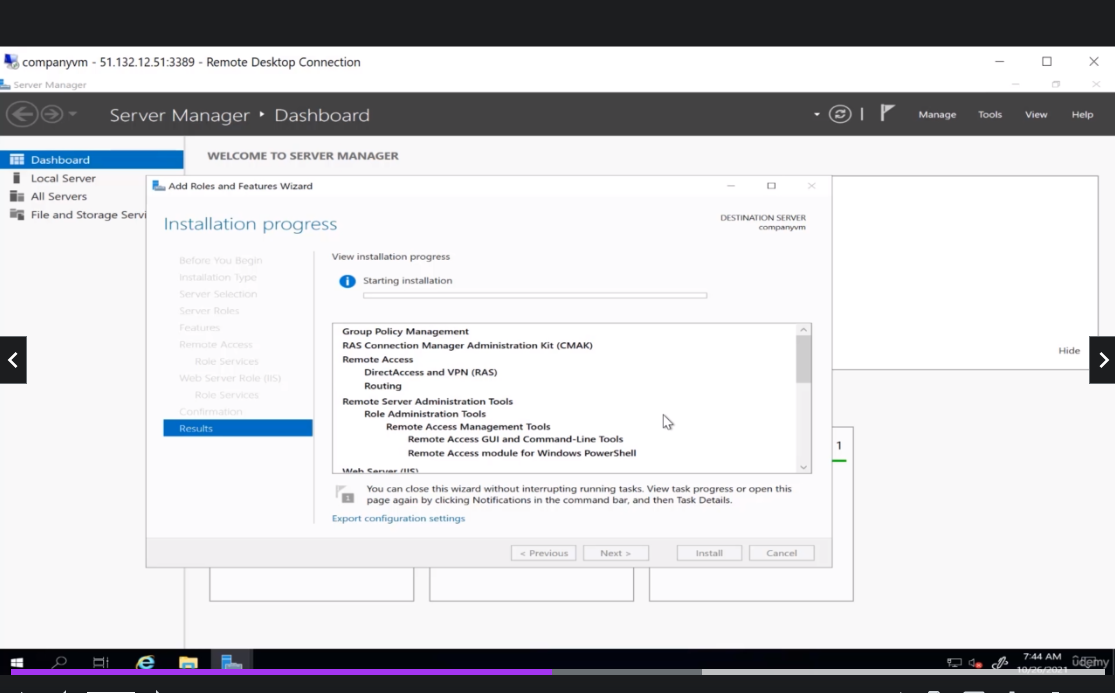 companyvm - 51.132.12.51:3389 - Remote Desktop Connection
Server Manager
Server Manager ‣ Dashboard
Manage Tools View Help
Dashboard
Local Server
All Servers
File and Storage Servi
WELCOME TO SERVER MANAGER
Add Roles and Features Wizard
Installation progress
DESTINATION SERVER
companyvm
Before You Begin
Installation Type
Server Selection
Server Roles
Features
Remote Access
Role Services
Web Server Role (IIS)
Role Services
Confirmation
Results
View installation progress
Starting installation
Group Policy Management
RAS Connection Manager Administration Kit (CMAK)
Remote Access
DirectAccess and VPN (RAS)
Routing
Remote Server Administration Tools
Role Administration Tools
Remote Access Management Tools
Remote Access GUI and Command-Line Tools
Remote Access module for Windows PowerShell
Web Server (IIS)
You can close this wizard without interrupting running tasks. View task progress or open this
page again by clicking Notifications in the command bar, and then Task Details.
Export configuration settings
< Previous Next > Install Cancel
Hide
1
7:44 AM
10/26/2021
ûdemy